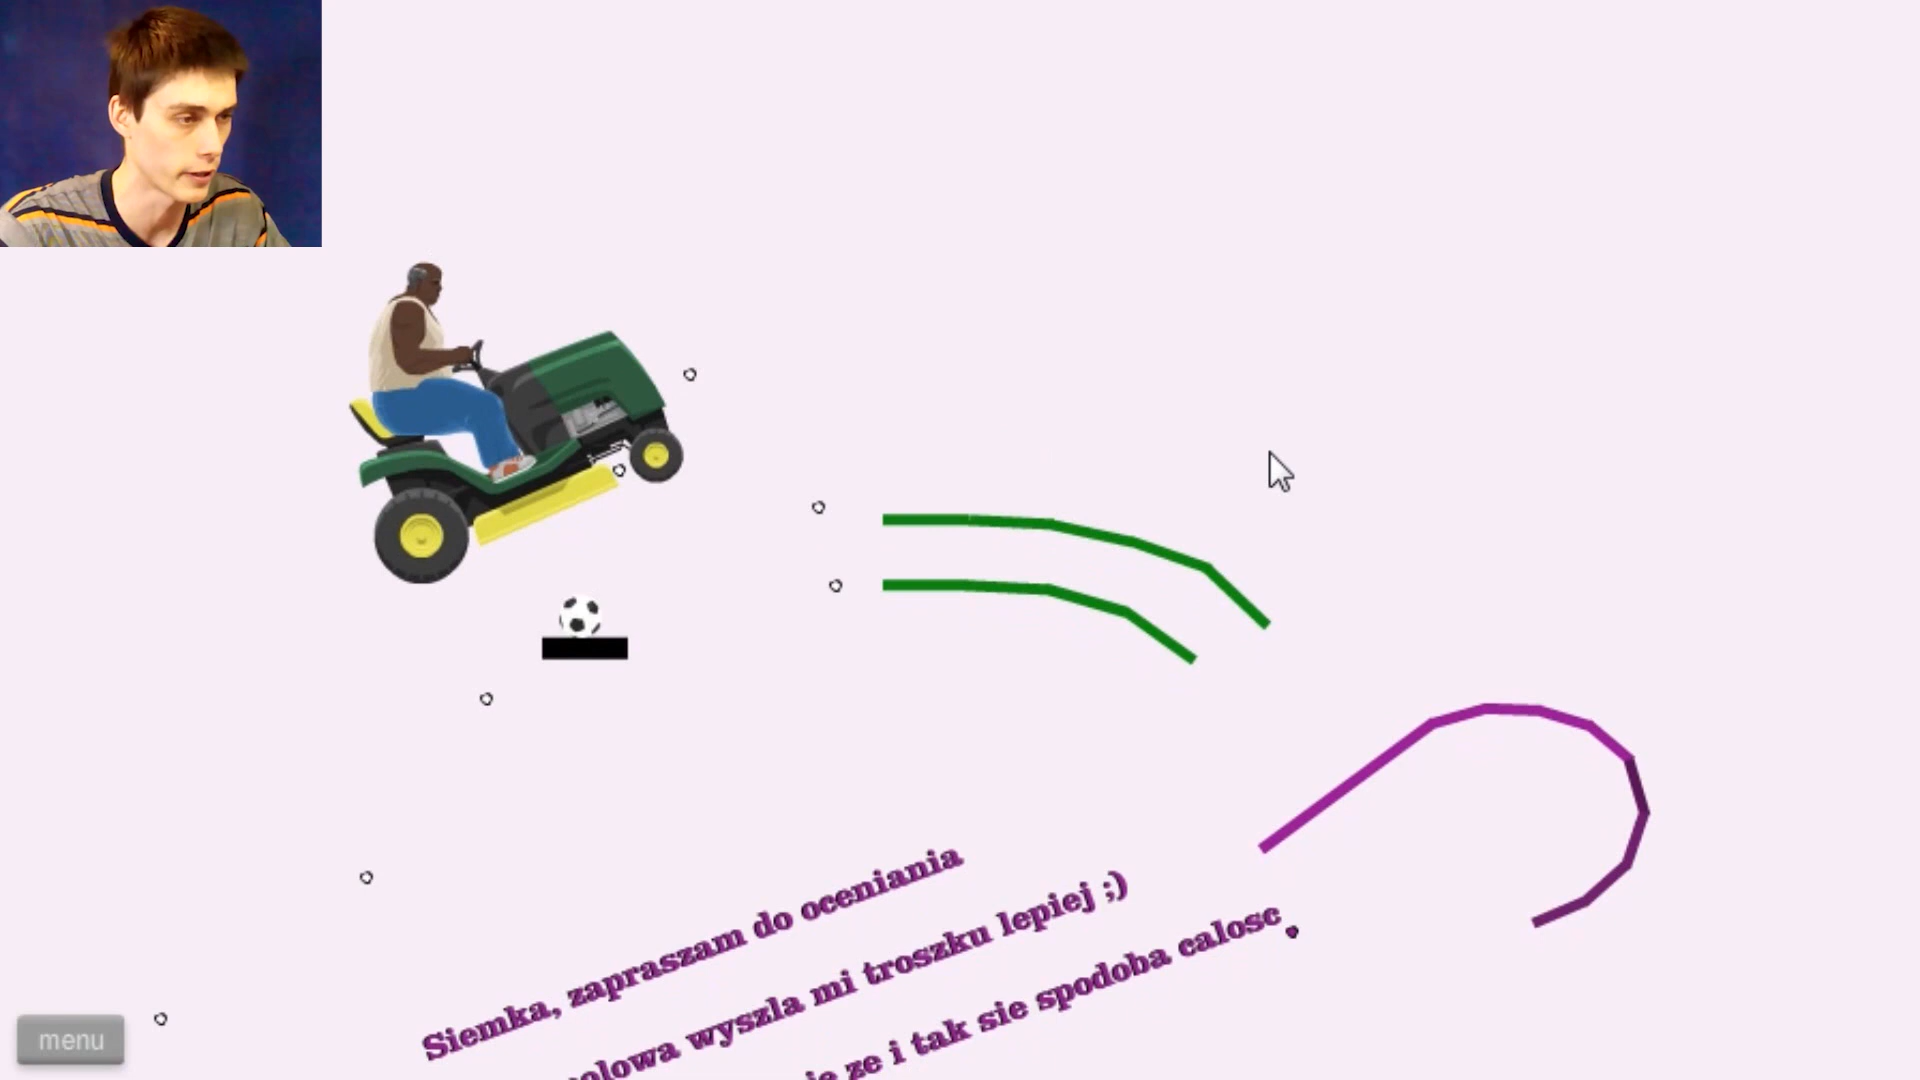 Siemka, zapraszam do oceniania
wyszla mi troszku lepiej ;)
ze i tak sie spodoba calosc
menu